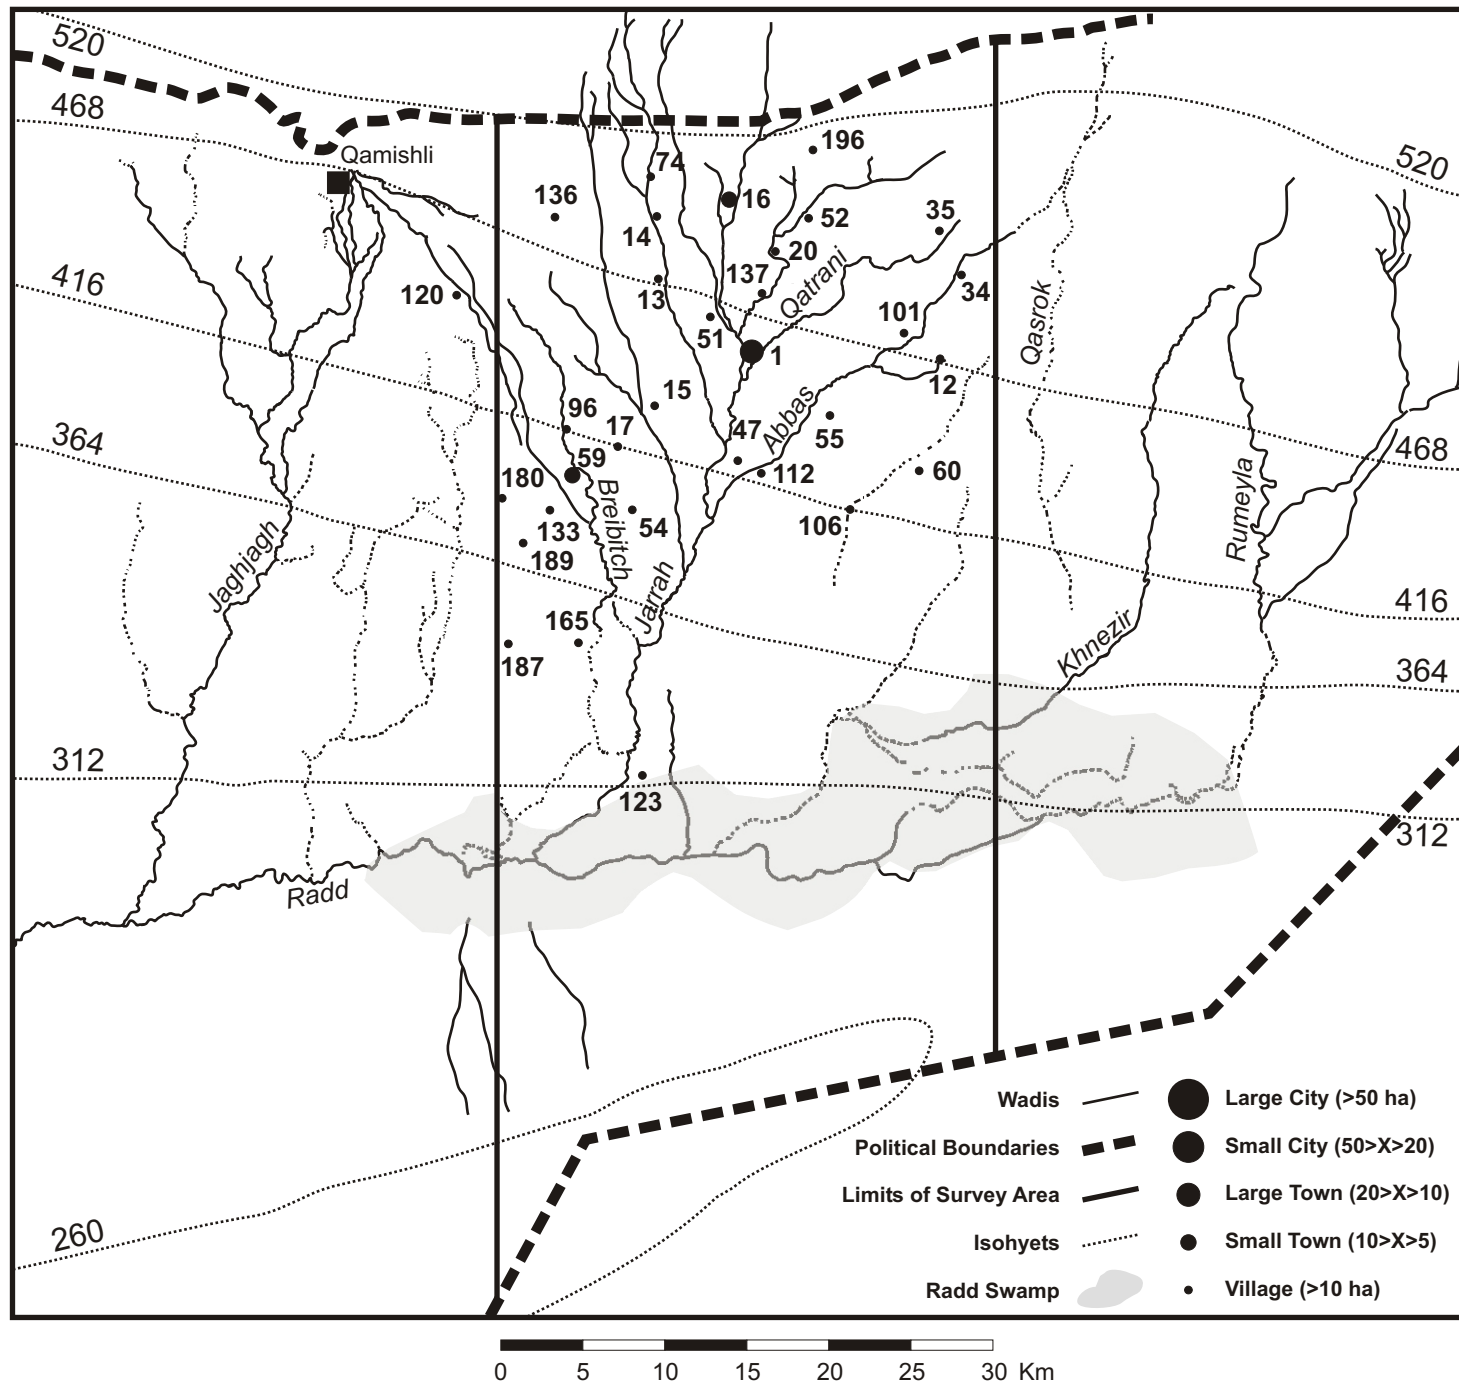 520
468
Qamishli
196
520
74
136
16
52
35
14
20
416
137
Qatrani
120
13
34
101
Qasrok
51
1
12
15
Abbas
96
17
47
55
364
59
112
60
468
180
Breibitch
Rumeyla
133
54
106
189
Jaghjagh
Jarrah
416
165
Khnezir
187
364
312
123
312
Radd
260
Wadis
Large City (>50 ha)
Political Boundaries
Small City (50>X>20)
Limits of Survey Area
Large Town (20>X>10)
Isohyets
Small Town (10>X>5)
Radd Swamp
Village (>10 ha)
0 5 10 15 20 25 30 Km